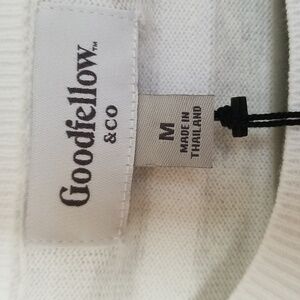 Goodfellow™
& CO
M
MADE IN
THAILAND